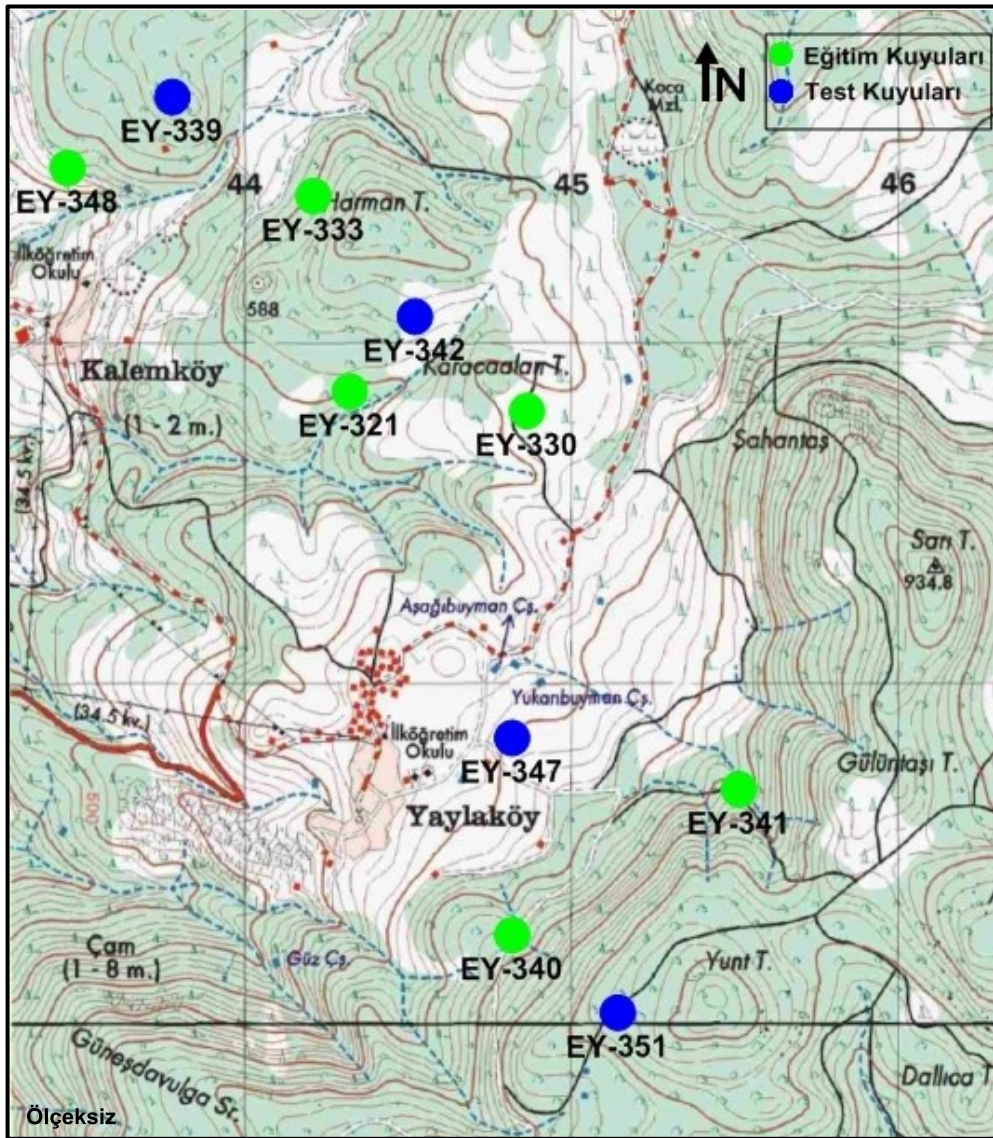 Eğitim Kuyuları
Test Kuyuları
N
Koca
Mzl.
EY-339
44
45
46
EY-348
Harman T.
EY-333
İlköğretim
Okulu
588
EY-342
Karacaalan T.
Kalemköy
(1 - 2 m.)
EY-321
EY-330
Şahantaş
(34.5 kv.)
Sarı T.
934.8
Aşağıbuyman Çş.
Yukarıbuyman Çş.
(34.5 kv.)
İlköğretim
Okulu
EY-347
Gülüntaşı T.
500
Yaylaköy
EY-341
Çam
(1 - 8 m.)
Güz Çş.
EY-340
Yunt T.
EY-351
Güneşdavulga Sr.
Dallıca T
Ölçeksiz